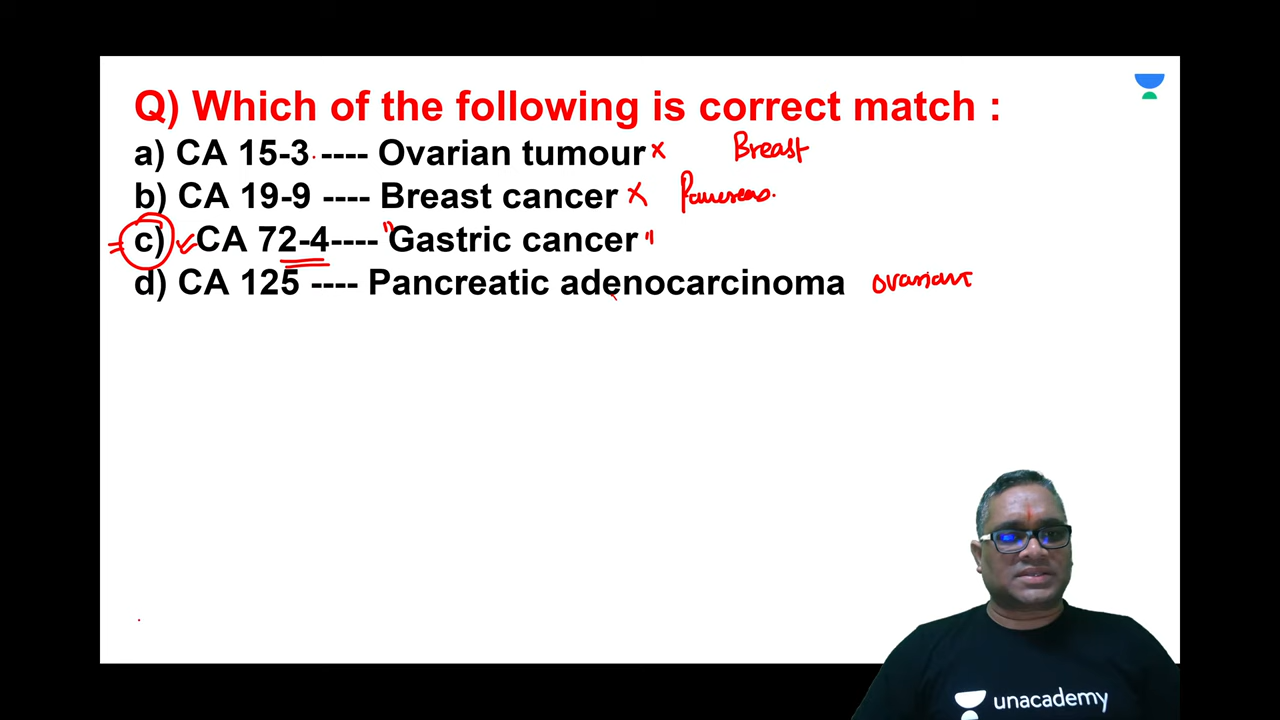 Q) Which of the following is correct match :
a) CA 15-3 ---- Ovarian tumour x Breast
b) CA 19-9 ---- Breast cancer x Pancreas.
c) ✓ CA 72-4---- "Gastric cancer"
d) CA 125 ---- Pancreatic adenocarcinoma ovarian
unacademy